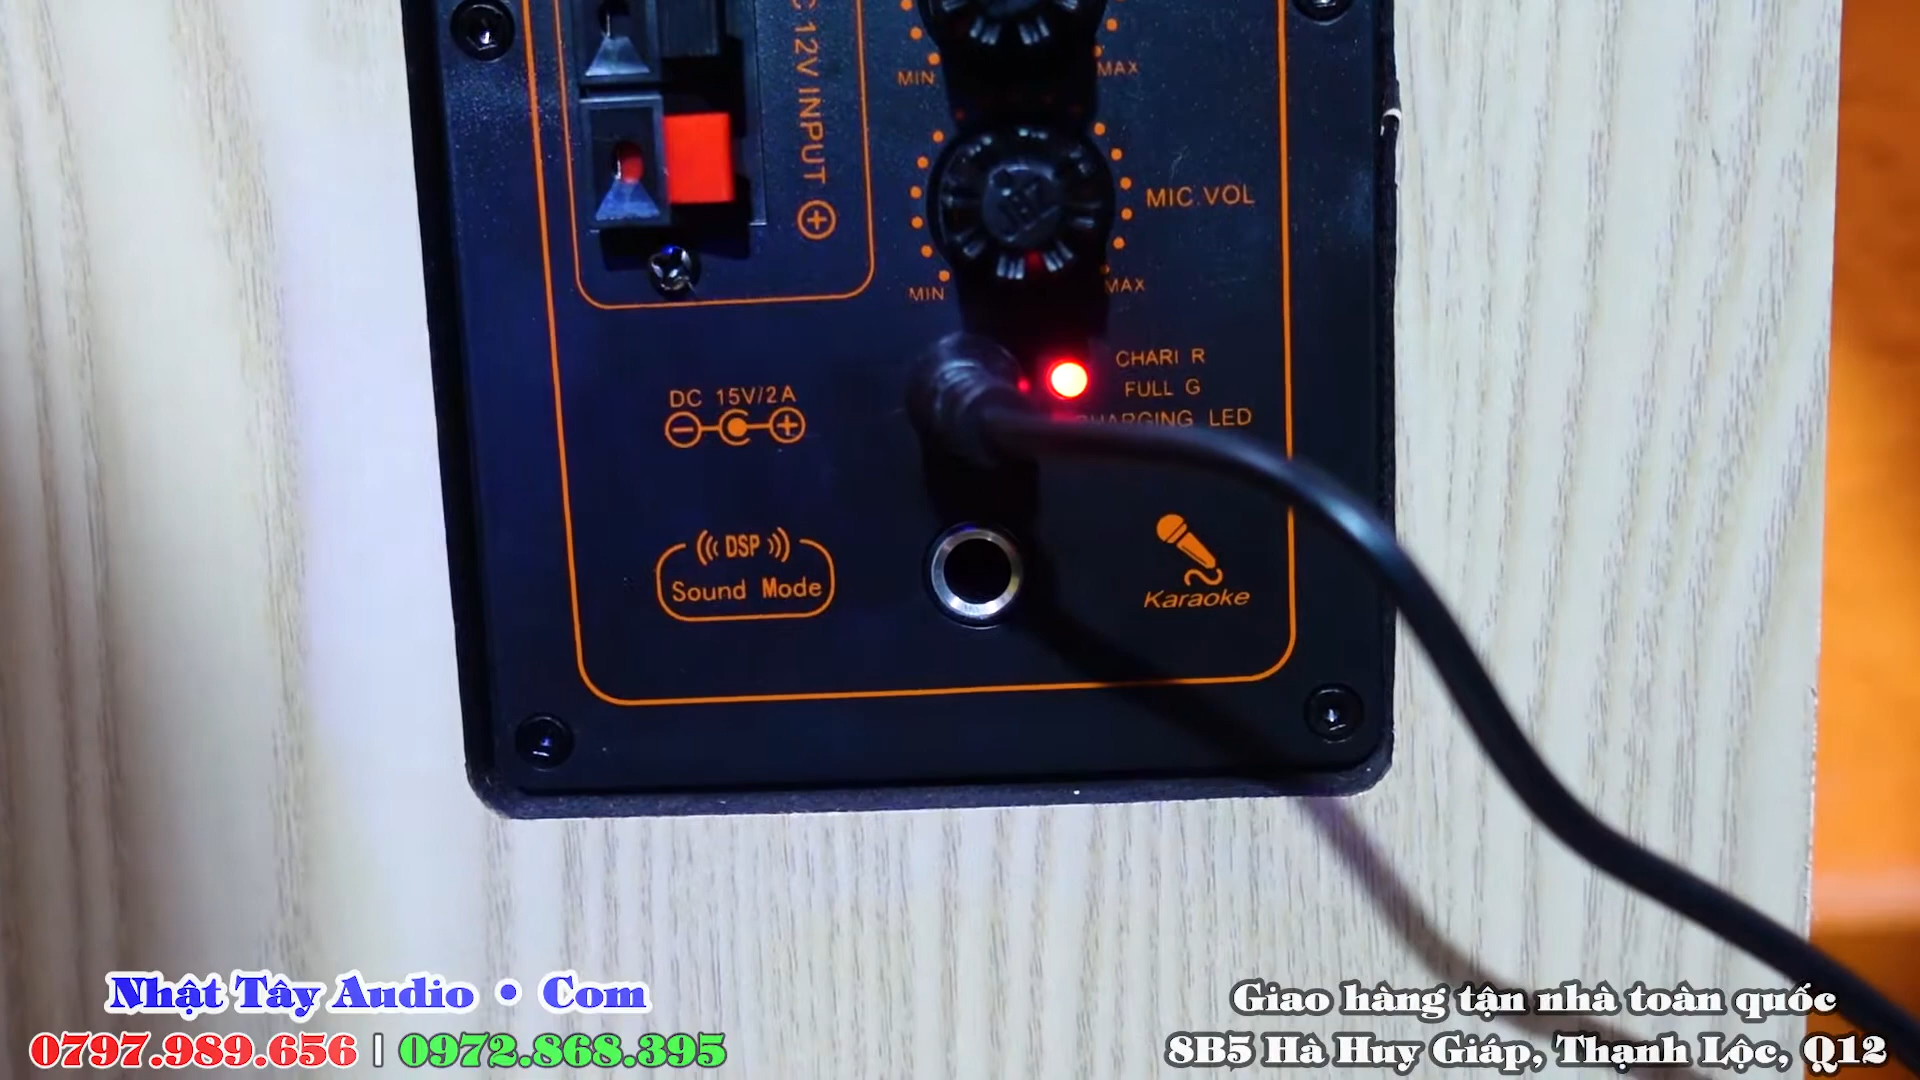 C 12V INPUT
MIN
MAX
MIC.VOL
MIN
MAX
CHARI R
FULL G
CHARGING LED
DC 15V/2A
DSP
Sound Mode
Karaoke
Nhật Tây Audio • Com
0797.989.656 | 0972.868.395
Giao hàng tận nhà toàn quốc
8B5 Hà Huy Giáp, Thạnh Lộc, Q12